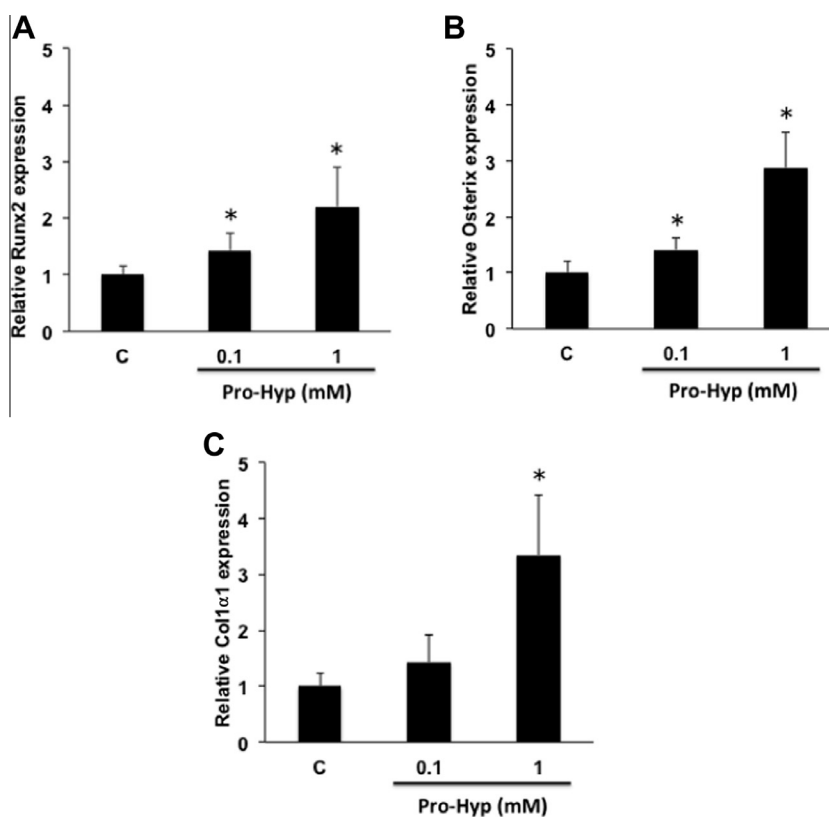 A
Relative Runx2 expression
5
4
3
2
1
0
*
*
C
0.1
1
Pro-Hyp (mM)
B
Relative Osterix expression
5
4
3
2
1
0
*
*
C
0.1
1
Pro-Hyp (mM)
C
Relative Col1α1 expression
5
4
3
2
1
0
*
C
0.1
1
Pro-Hyp (mM)